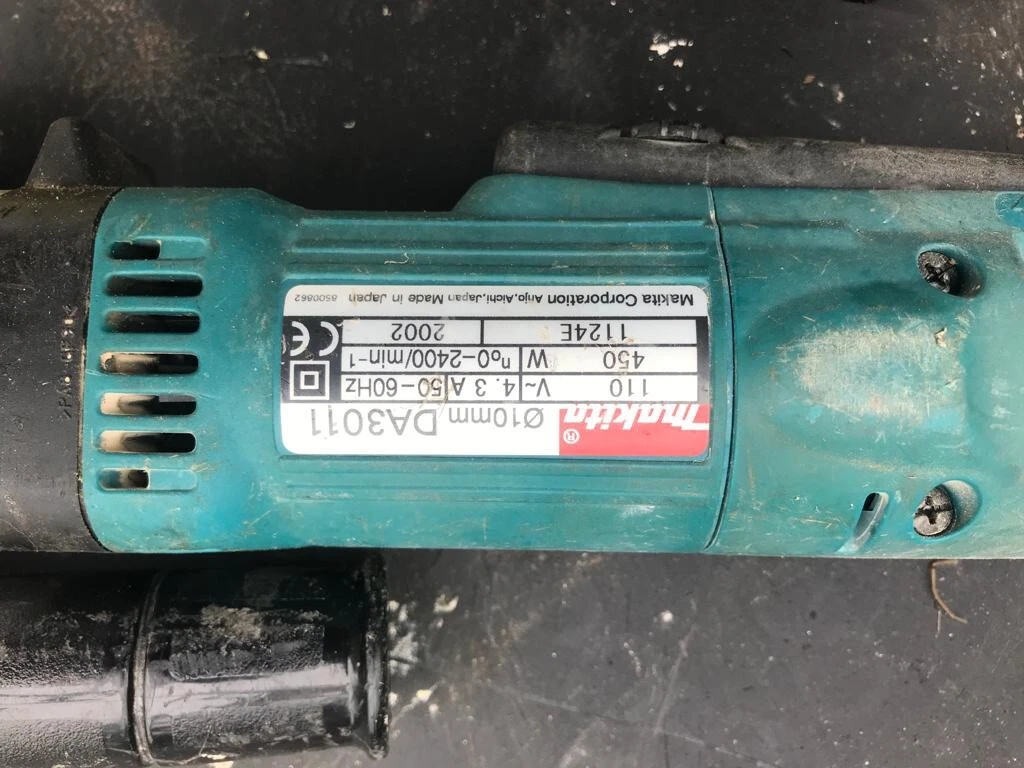 makita® Ø10mm DA3011
110 V~ 4.3 A 50-60Hz
450 W n₀0-2400/min⁻¹
1124E 2002
CE
Makita Corporation Anjo, Aichi, Japan Made in Japan 8500862